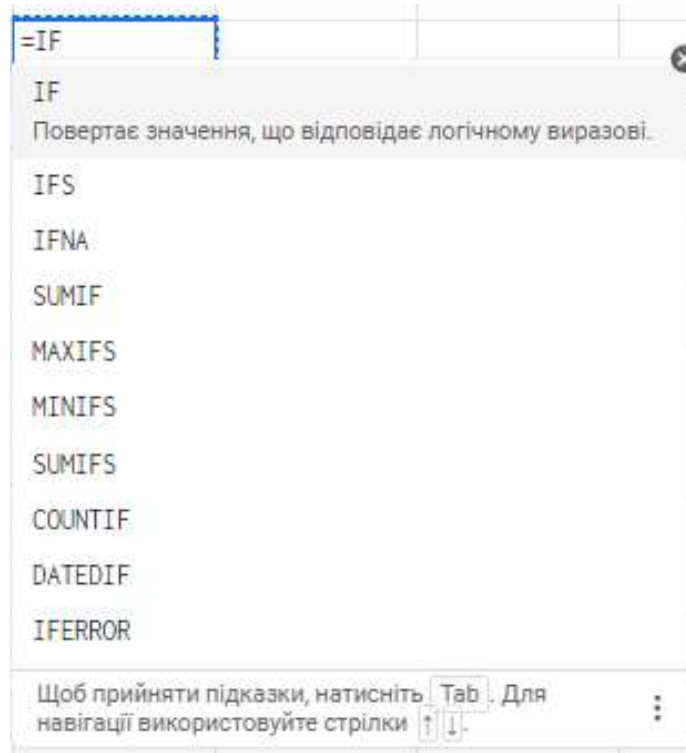 =IF
IF
Повертає значення, що відповідає логічному виразові.
IFS
IFNA
SUMIF
MAXIFS
MINIFS
SUMIFS
COUNTIF
DATEDIF
IFERROR
Щоб прийняти підказки, натисніть Tab . Для
навігації використовуйте стрілки ↑ ↓.